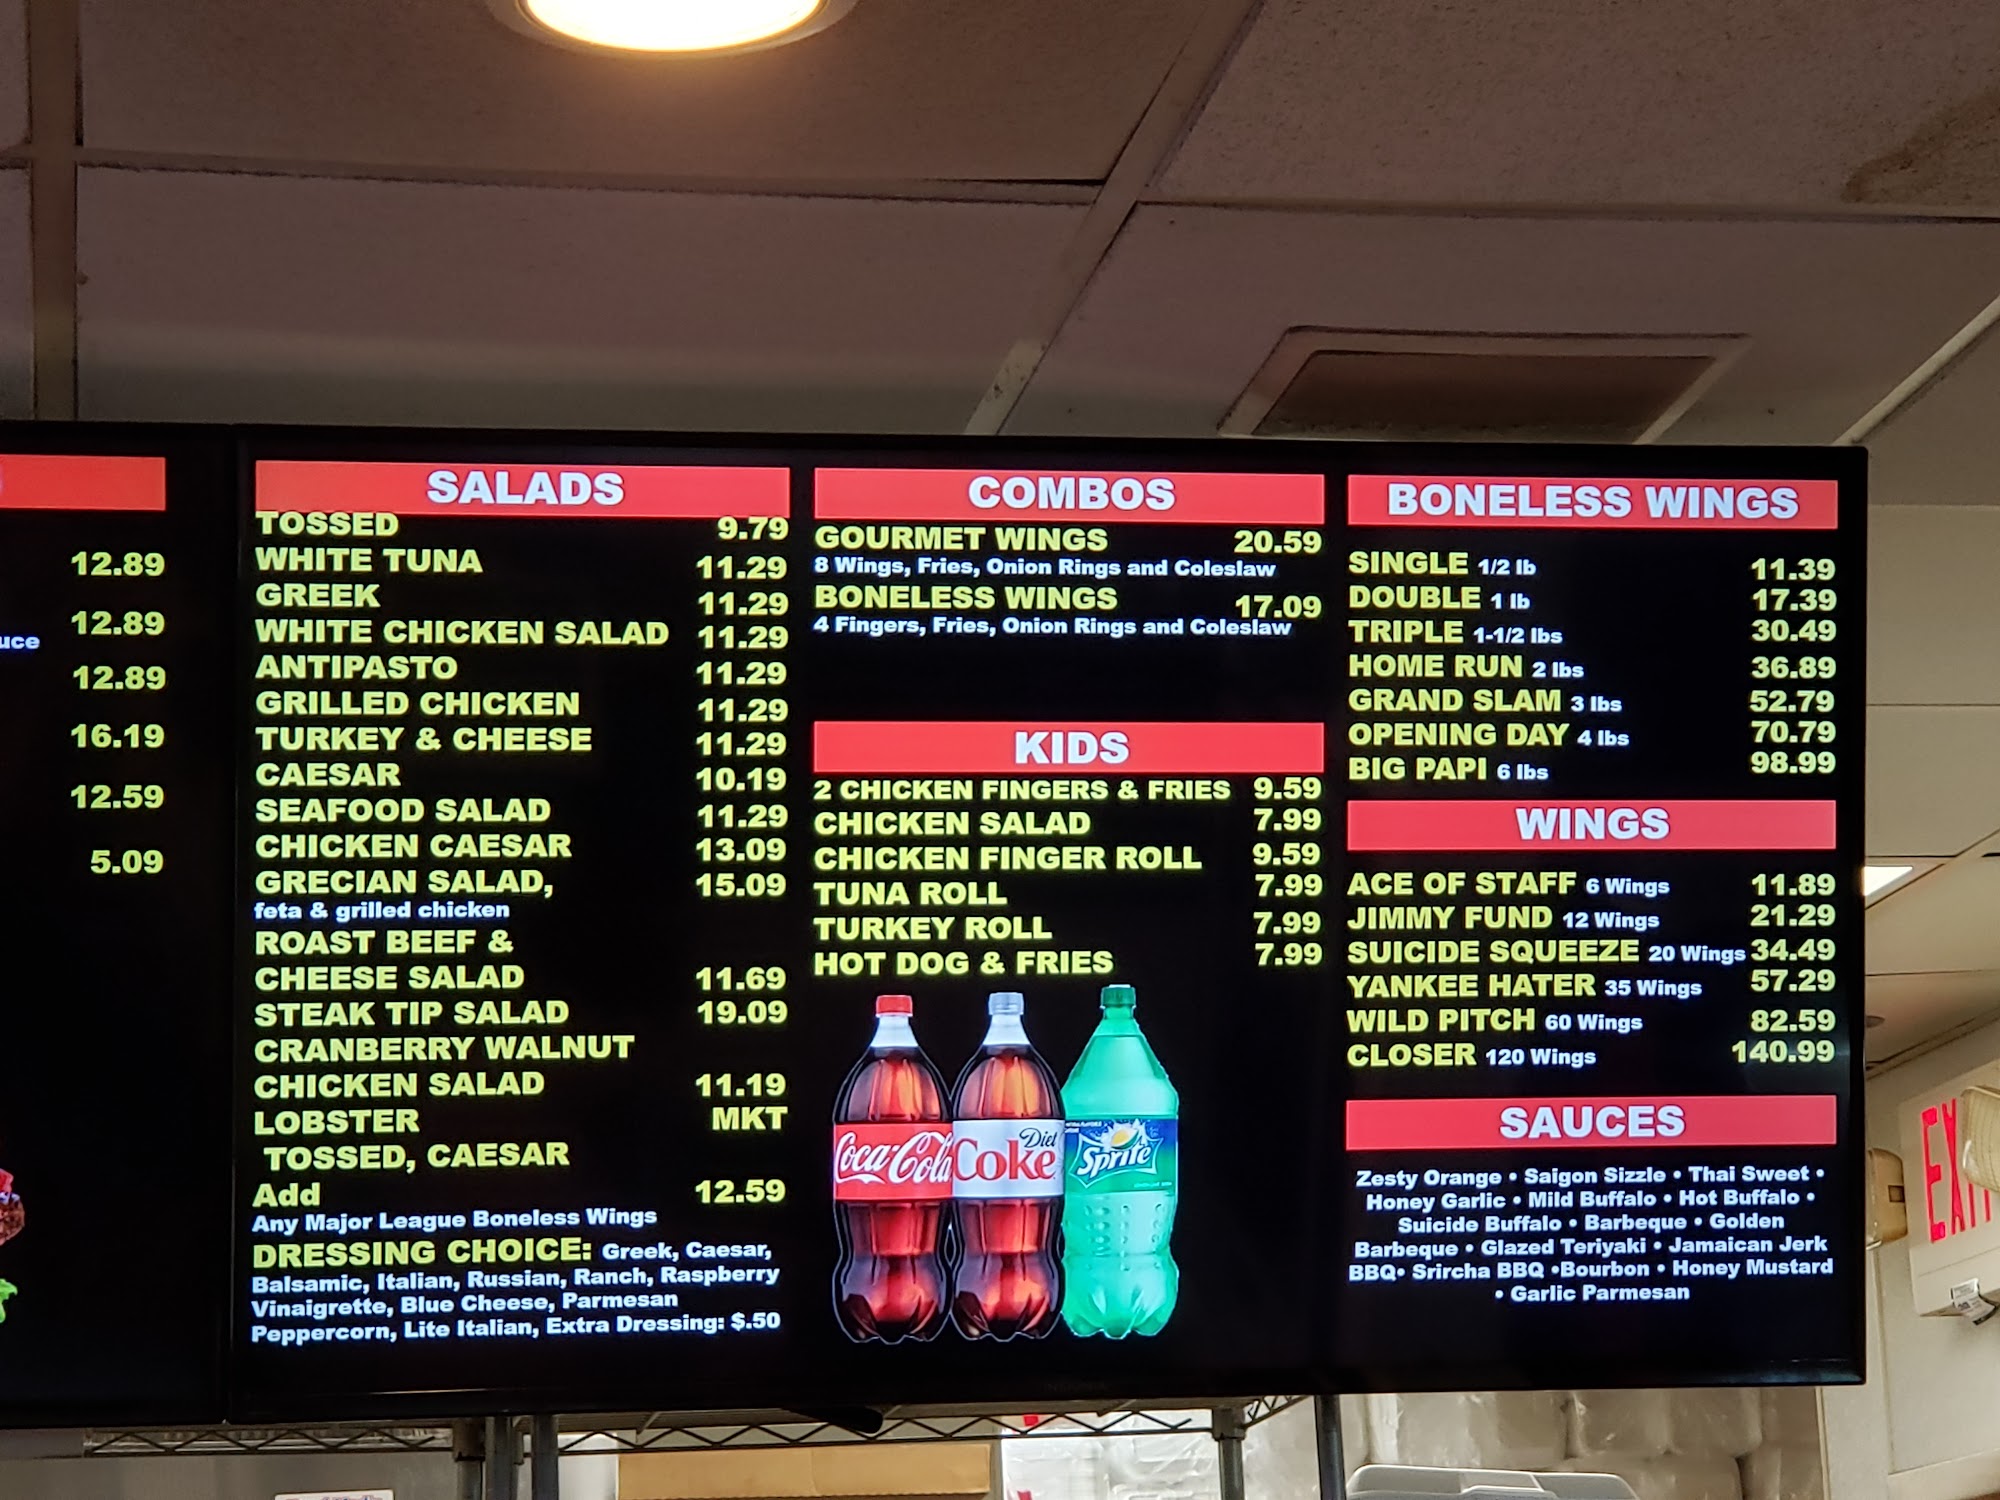 uce
12.89
12.89
12.89
16.19
12.59
5.09
SALADS
TOSSED 9.79
WHITE TUNA 11.29
GREEK 11.29
WHITE CHICKEN SALAD 11.29
ANTIPASTO 11.29
GRILLED CHICKEN 11.29
TURKEY & CHEESE 11.29
CAESAR 10.19
SEAFOOD SALAD 11.29
CHICKEN CAESAR 13.09
GRECIAN SALAD, 15.09
feta & grilled chicken
ROAST BEEF &
CHEESE SALAD 11.69
STEAK TIP SALAD 19.09
CRANBERRY WALNUT
CHICKEN SALAD 11.19
LOBSTER MKT
TOSSED, CAESAR
Add 12.59
Any Major League Boneless Wings
DRESSING CHOICE: Greek, Caesar,
Balsamic, Italian, Russian, Ranch, Raspberry
Vinaigrette, Blue Cheese, Parmesan
Peppercorn, Lite Italian, Extra Dressing: $.50
COMBOS
GOURMET WINGS 20.59
8 Wings, Fries, Onion Rings and Coleslaw
BONELESS WINGS 17.09
4 Fingers, Fries, Onion Rings and Coleslaw
KIDS
2 CHICKEN FINGERS & FRIES 9.59
CHICKEN SALAD 7.99
CHICKEN FINGER ROLL 9.59
TUNA ROLL 7.99
TURKEY ROLL 7.99
HOT DOG & FRIES 7.99
Coca-Cola
Diet
Coke
Sprite
BONELESS WINGS
SINGLE 1/2 lb 11.39
DOUBLE 1 lb 17.39
TRIPLE 1-1/2 lbs 30.49
HOME RUN 2 lbs 36.89
GRAND SLAM 3 lbs 52.79
OPENING DAY 4 lbs 70.79
BIG PAPI 6 lbs 98.99
WINGS
ACE OF STAFF 6 Wings 11.89
JIMMY FUND 12 Wings 21.29
SUICIDE SQUEEZE 20 Wings 34.49
YANKEE HATER 35 Wings 57.29
WILD PITCH 60 Wings 82.59
CLOSER 120 Wings 140.99
SAUCES
Zesty Orange • Saigon Sizzle • Thai Sweet •
Honey Garlic • Mild Buffalo • Hot Buffalo •
Suicide Buffalo • Barbeque • Golden
Barbeque • Glazed Teriyaki • Jamaican Jerk
BBQ• Srircha BBQ •Bourbon • Honey Mustard
• Garlic Parmesan
EXIT